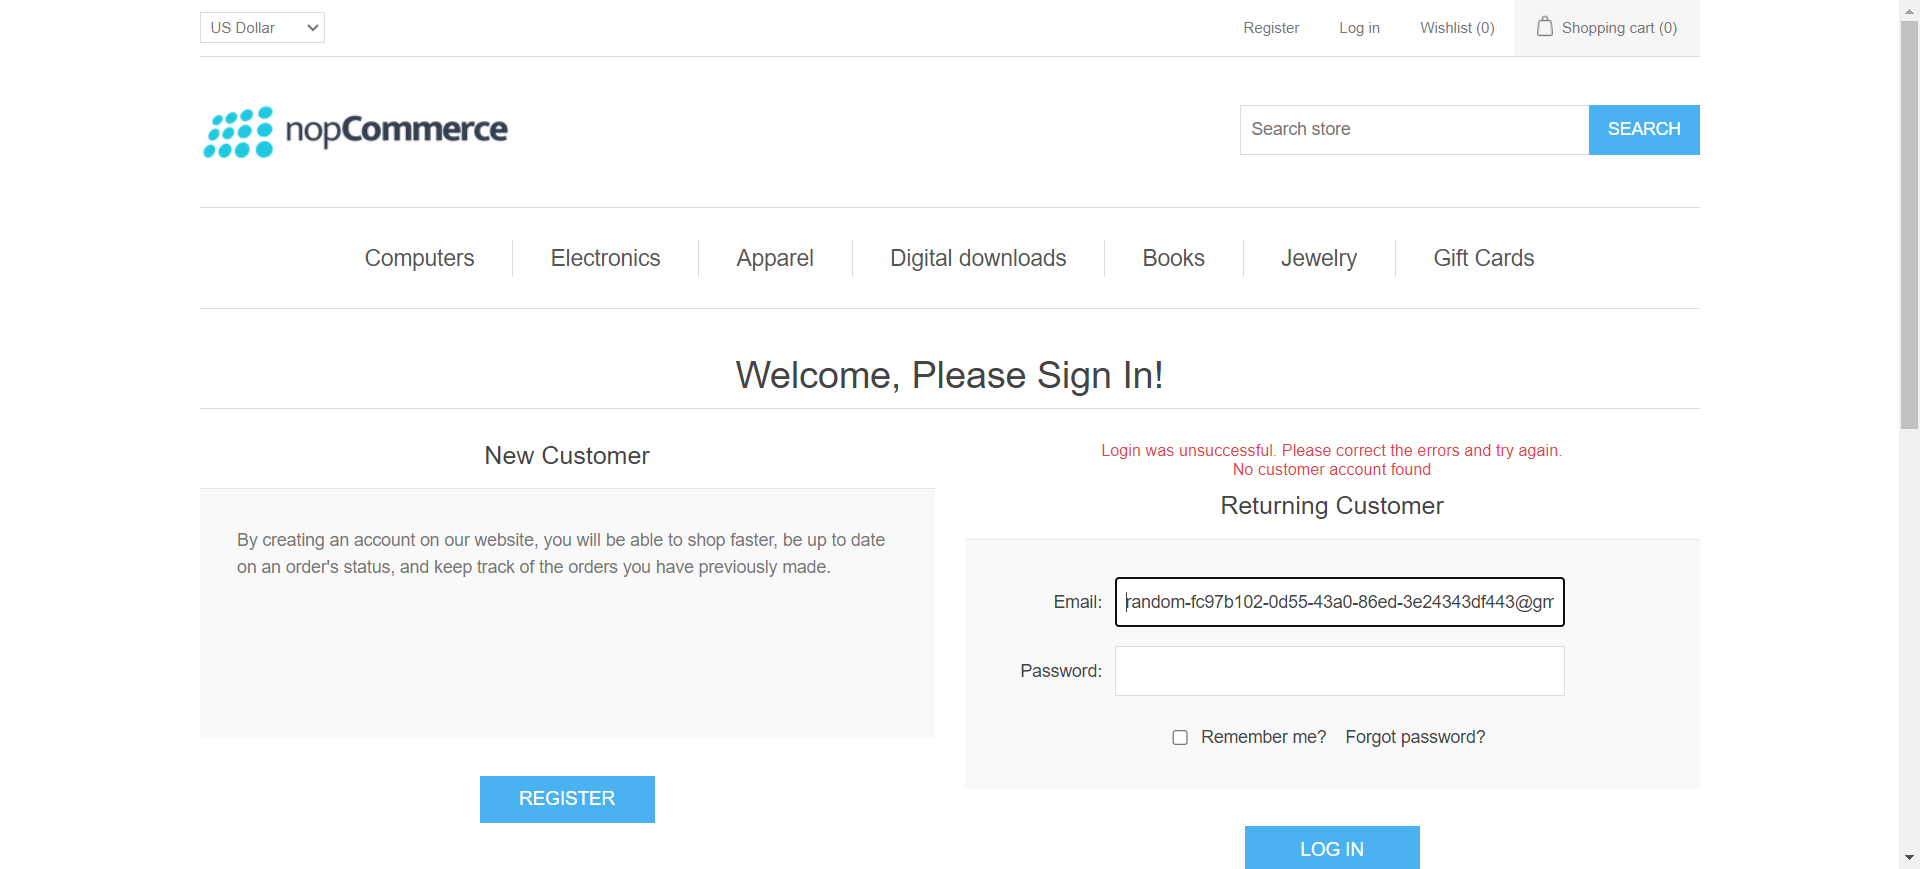 US Dollar
Register
Log in
Wishlist (0)
Shopping cart (0)
nopCommerce
Search store
SEARCH
Computers
Electronics
Apparel
Digital downloads
Books
Jewelry
Gift Cards
Welcome, Please Sign In!
New Customer
By creating an account on our website, you will be able to shop faster, be up to date
on an order's status, and keep track of the orders you have previously made.
REGISTER
Login was unsuccessful. Please correct the errors and try again.
No customer account found
Returning Customer
Email: random-fc97b102-0d55-43a0-86ed-3e24343df443@gm
Password:
Remember me? Forgot password?
LOG IN